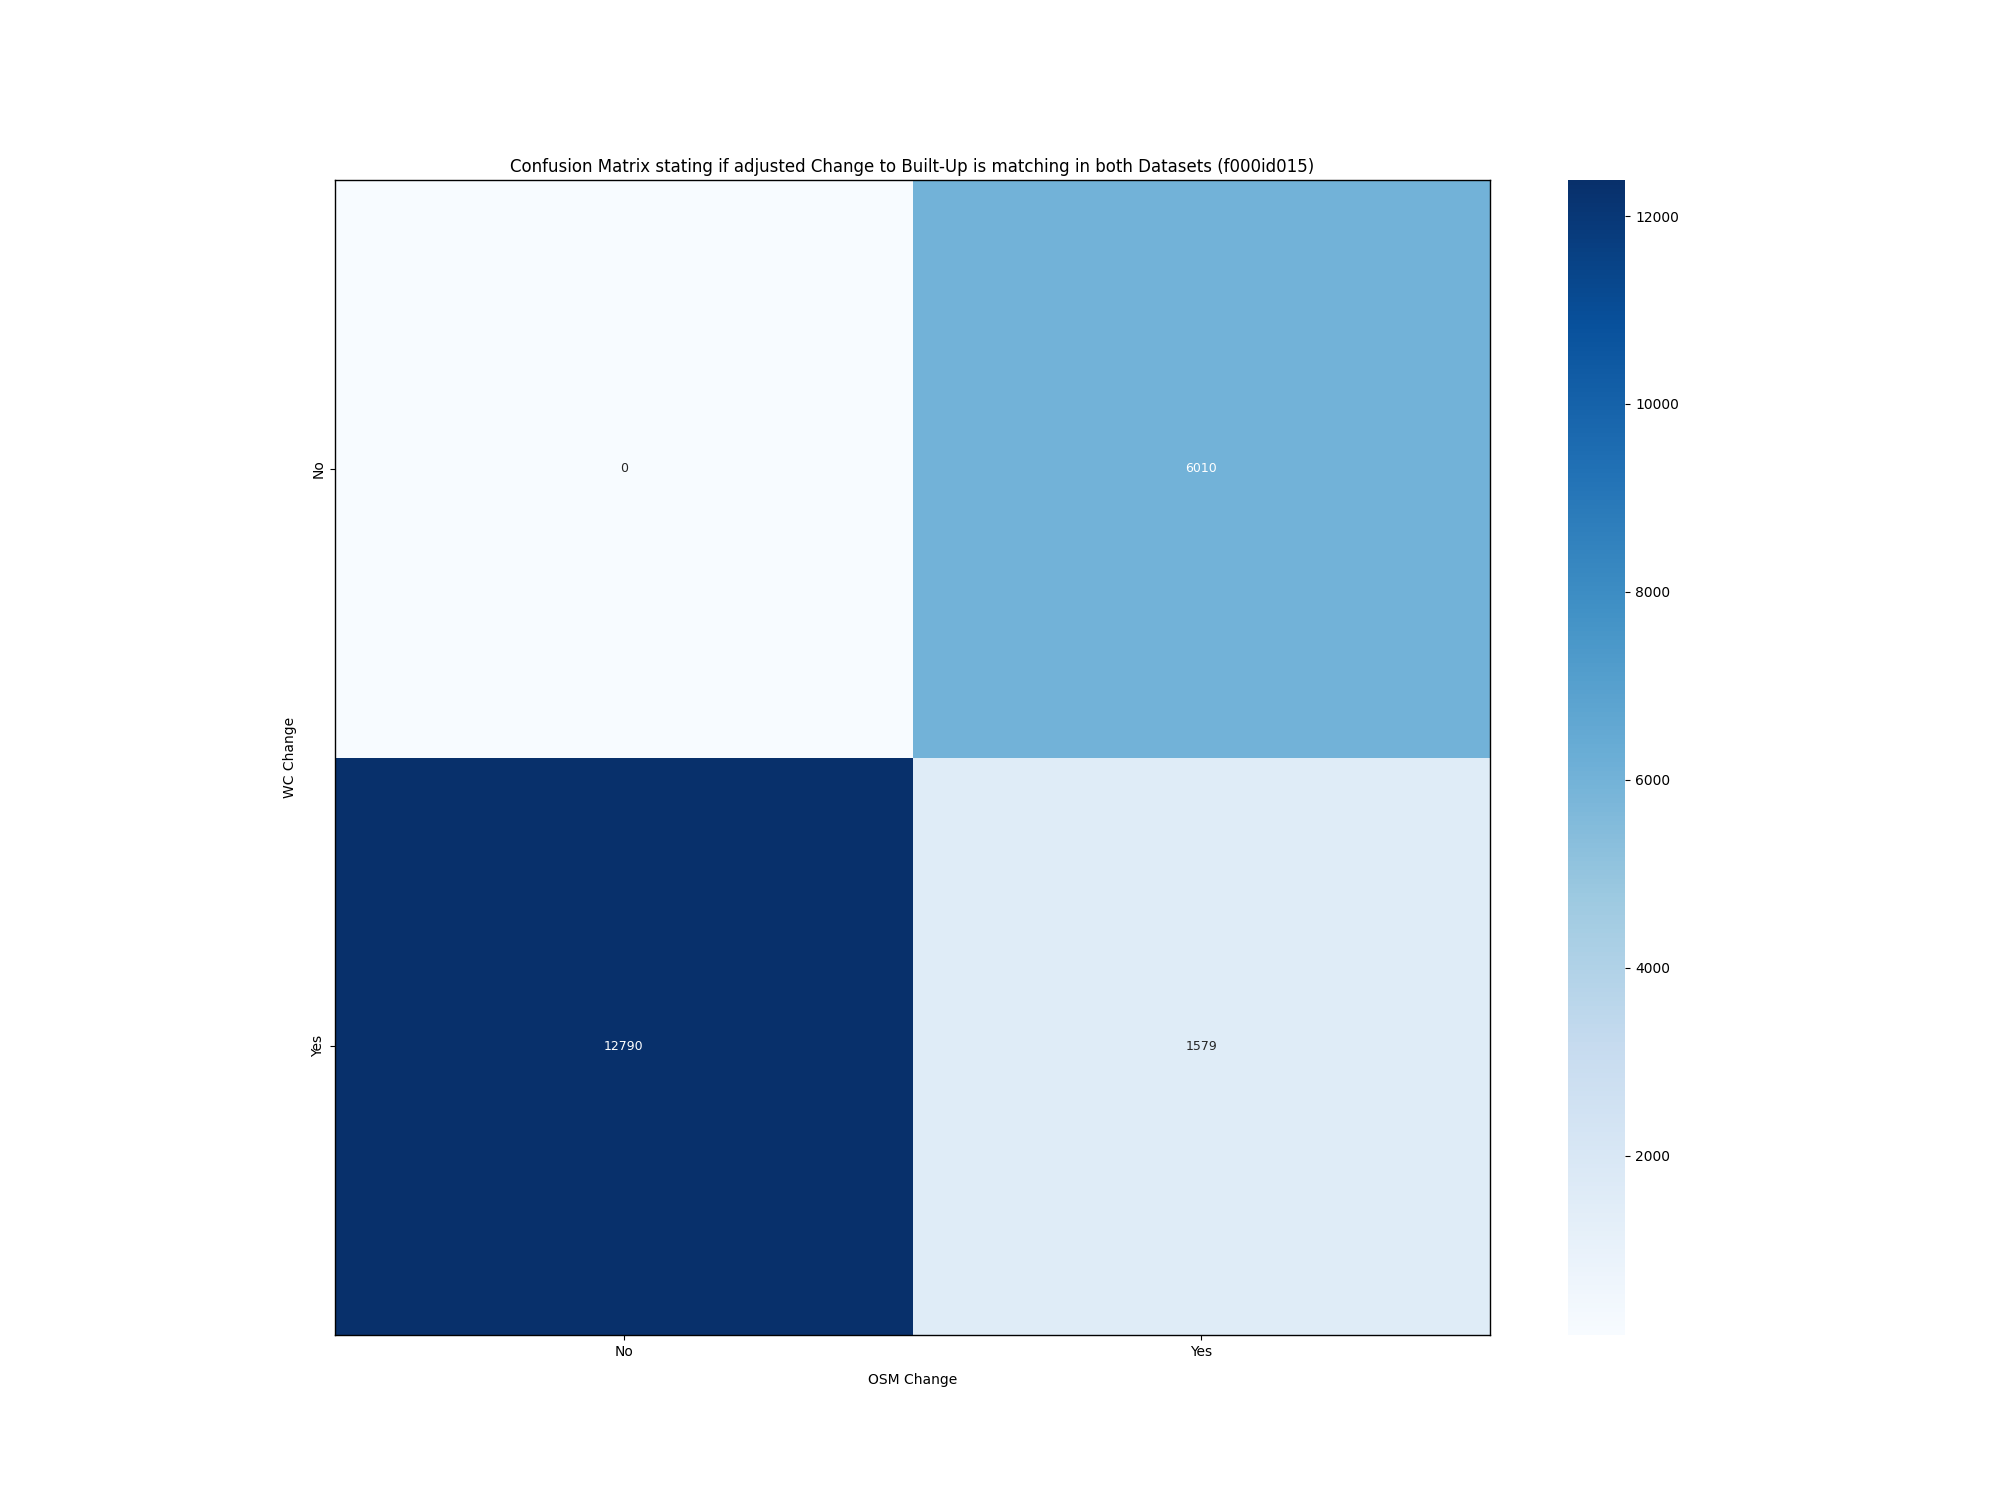 Confusion Matrix stating if adjusted Change to Built-Up is matching in both Datasets (f000id015)
12000
10000
8000
6000
4000
2000
No
0
6010
WC Change
Yes
12790
1579
No
Yes
OSM Change